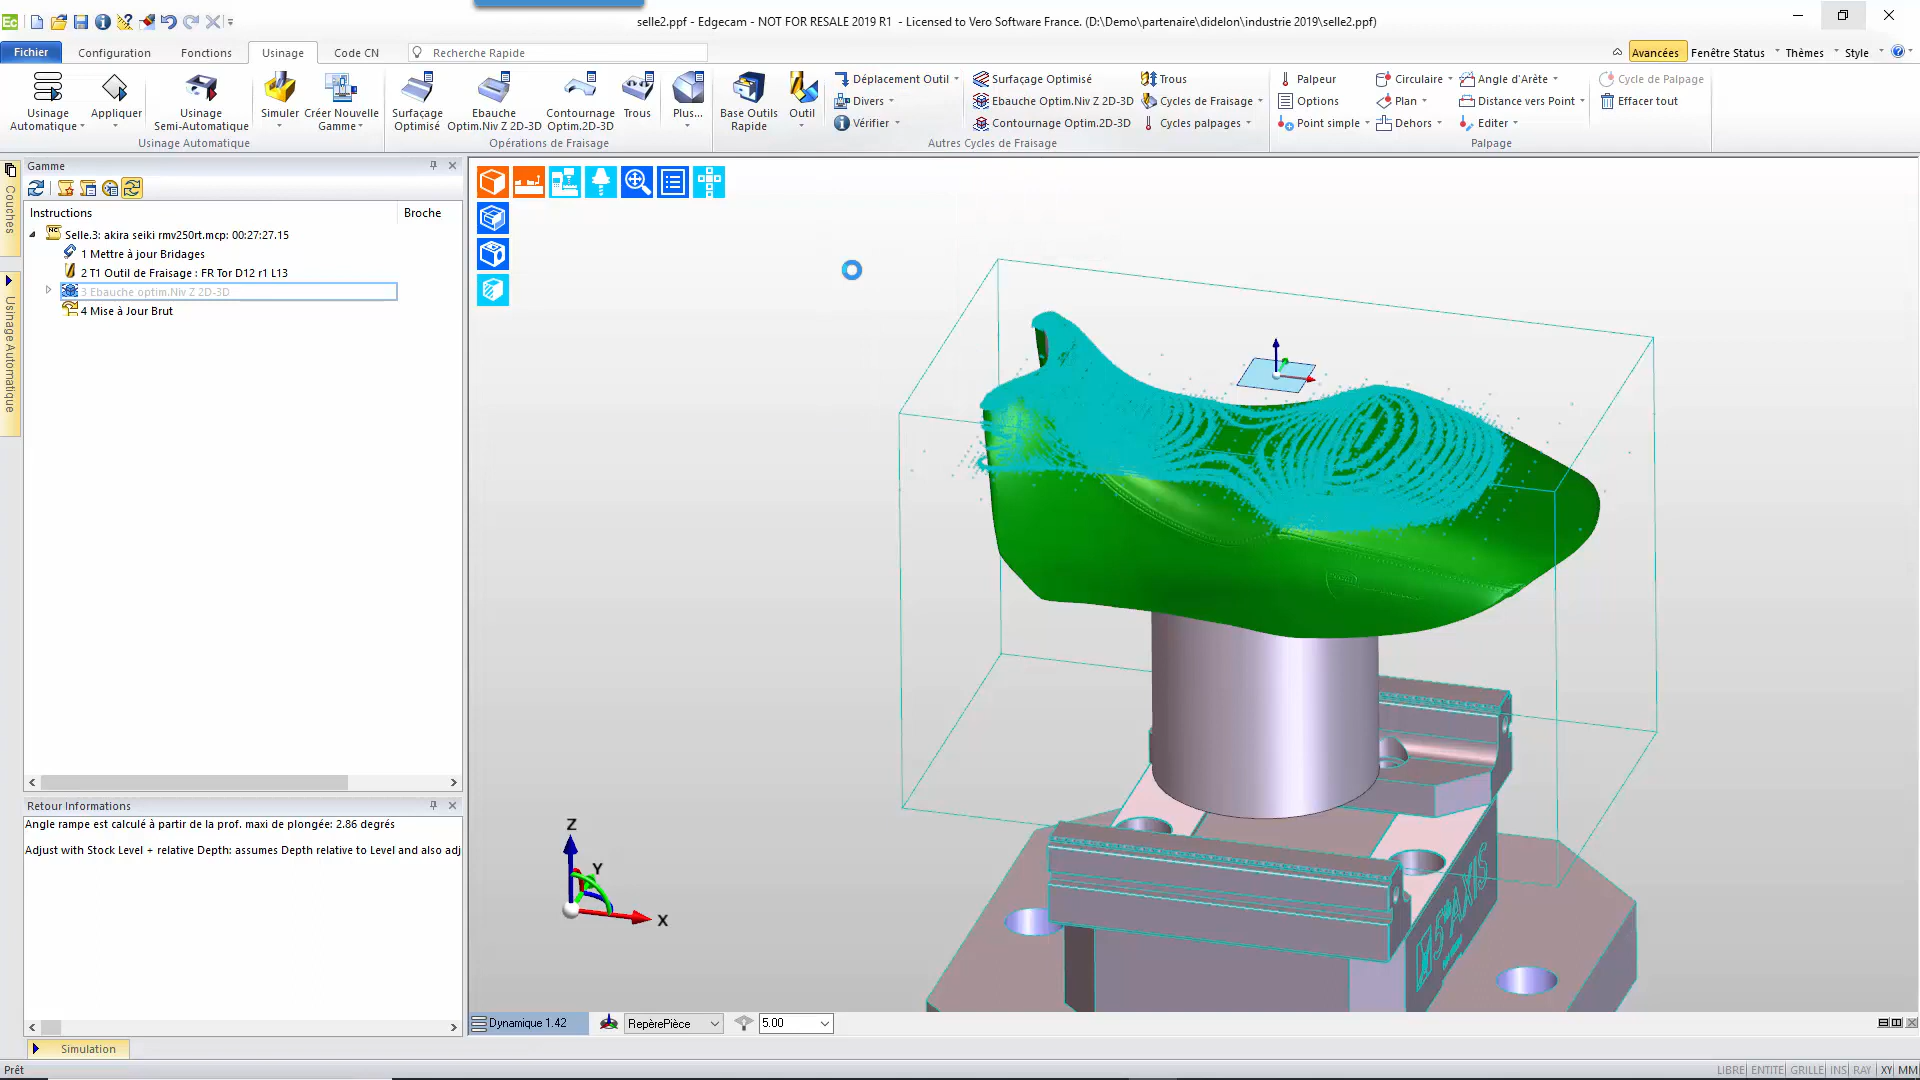 selle2.ppf - Edgecam - NOT FOR RESALE 2019 R1 - Licensed to Vero Software France. (D:\Demo\partenaire\didelon\industrie 2019\selle2.ppf)
Fichier Configuration Fonctions Usinage Code CN Recherche Rapide Avancées Fenêtre Status Thèmes Style
Usinage Automatique Appliquer Usinage Semi-Automatique Simuler Créer Nouvelle Gamme
Usinage Automatique
Surfaçage Optimisé Ebauche Optim.Niv Z 2D-3D Contournage Optim.2D-3D Trous Plus...
Opérations de Fraisage
Base Outils Rapide Outil
Déplacement Outil Surfaçage Optimisé Trous
Divers Ebauche Optim.Niv Z 2D-3D Cycles de Fraisage
Vérifier Contournage Optim.2D-3D Cycles palpages
Autres Cycles de Fraisage
Palpeur Circulaire Angle d'Arête Cycle de Palpage
Options Plan Distance vers Point Effacer tout
Point simple Dehors Editer
Palpage
Couches
Usinage Automatique
Gamme
Instructions Broche
Selle.3: akira seiki rmv250rt.mcp: 00:27:27.15
1 Mettre à jour Bridages
2 T1 Outil de Fraisage : FR Tor D12 r1 L13
3 Ebauche optim.Niv Z 2D-3D
4 Mise à Jour Brut
Retour Informations
Angle rampe est calculé à partir de la prof. maxi de plongée: 2.86 degrés
Adjust with Stock Level + relative Depth: assumes Depth relative to Level and also adj
Z
Y
X
5 AXIS
Dynamique 1.42 RepèrePièce 5.00
Simulation
Prêt
LIBRE ENTITE GRILLE INS RAY XY MM